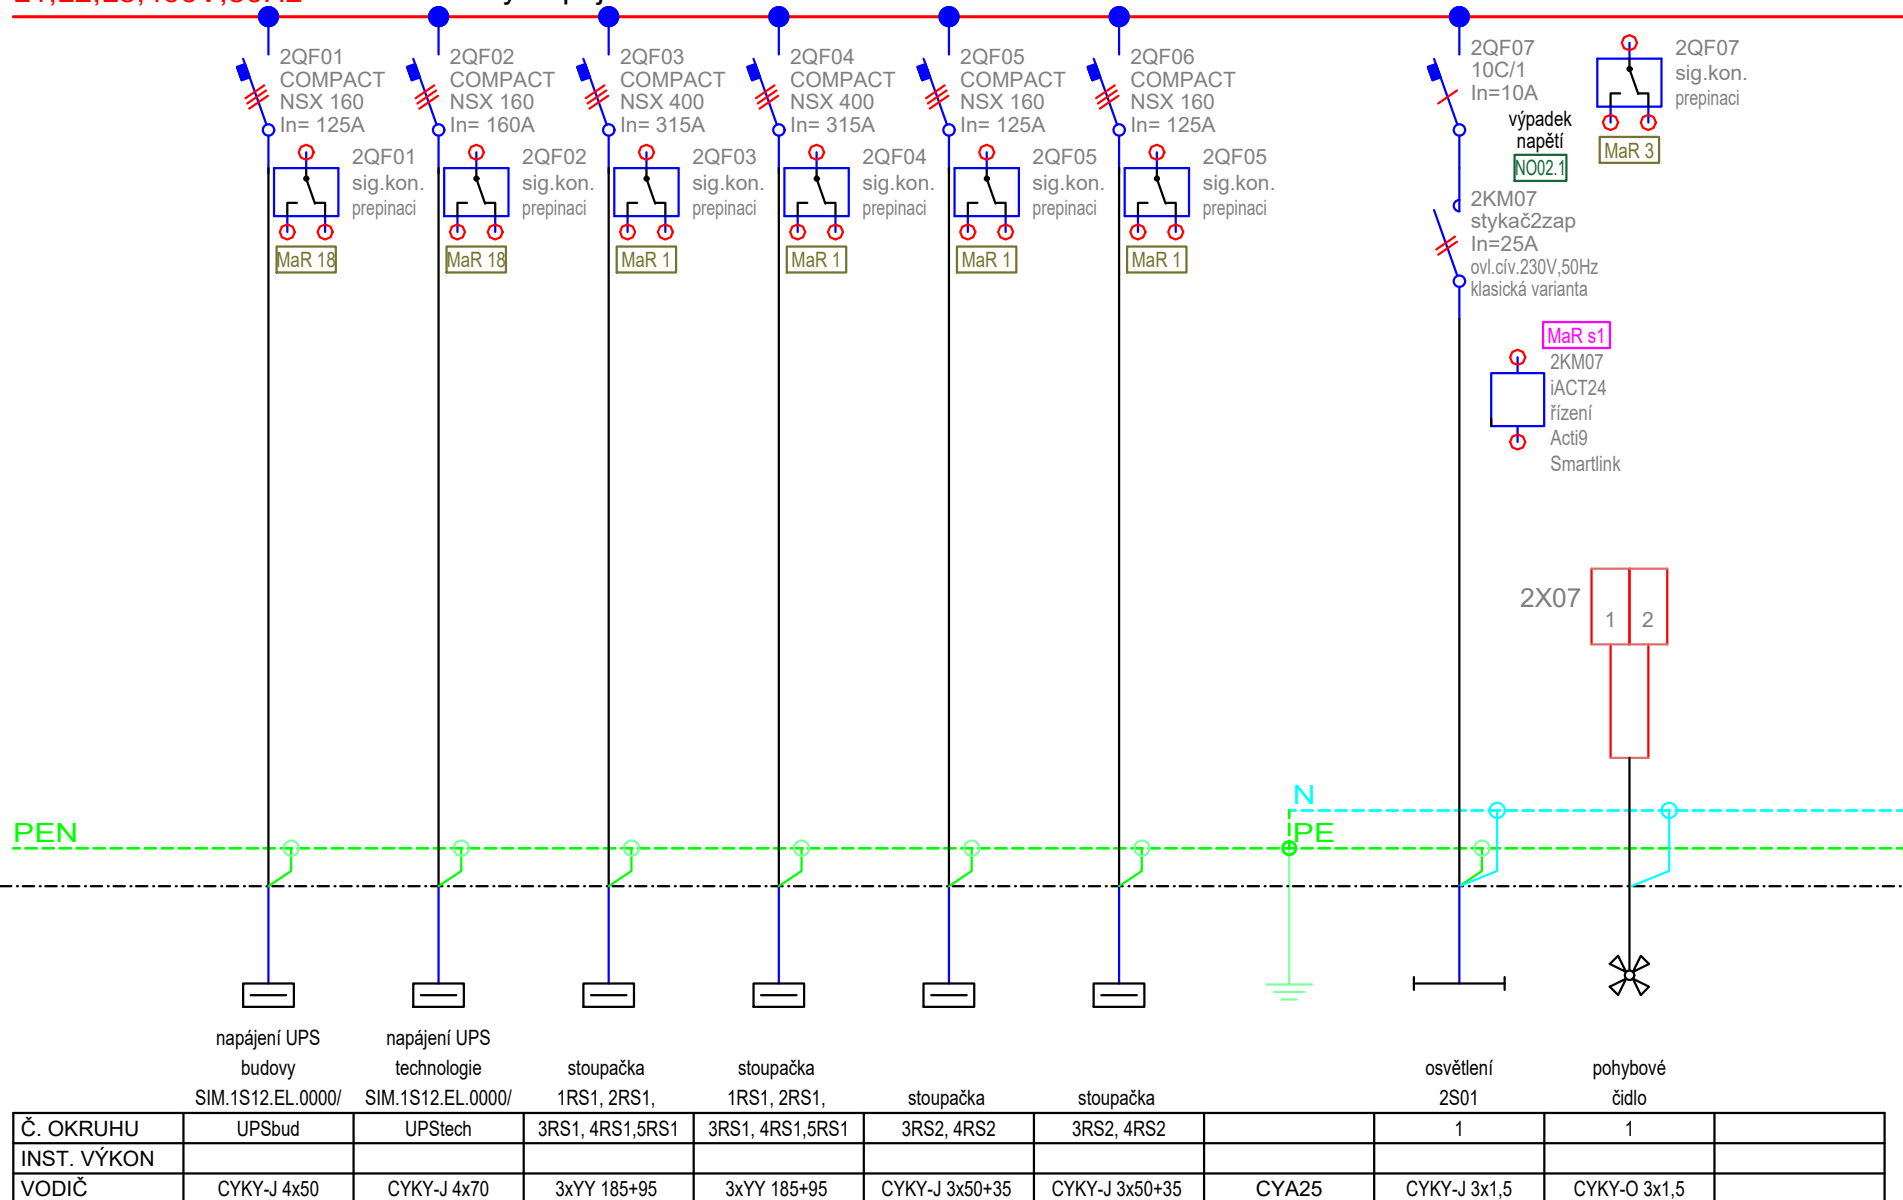 2QF01
COMPACT
NSX 160
In= 125A
2QF02
COMPACT
NSX 160
In= 160A
2QF03
COMPACT
NSX 400
In= 315A
2QF04
COMPACT
NSX 400
In= 315A
2QF05
COMPACT
NSX 160
In= 125A
2QF06
COMPACT
NSX 160
In= 125A
2QF07
10C/1
In=10A
2QF07
sig.kon.
prepinaci
MaR 3
výpadek
napětí
NO02.1
2QF01
sig.kon.
prepinaci
MaR 18
2QF02
sig.kon.
prepinaci
MaR 18
2QF03
sig.kon.
prepinaci
MaR 1
2QF04
sig.kon.
prepinaci
MaR 1
2QF05
sig.kon.
prepinaci
MaR 1
2QF05
sig.kon.
prepinaci
MaR 1
2KM07
stykač2zap
In=25A
ovl.cív.230V,50Hz
klasická varianta
MaR s1
2KM07
iACT24
řízení
Acti9
Smartlink
2X07
1 2
N
PEN
PE
napájení UPS
budovy
SIM.1S12.EL.0000/
napájení UPS
technologie
SIM.1S12.EL.0000/
stoupačka
1RS1, 2RS1,
stoupačka
1RS1, 2RS1,
stoupačka
stoupačka
osvětlení
2S01
pohybové
čidlo
Č. OKRUHU UPSbud UPStech 3RS1, 4RS1,5RS1 3RS1, 4RS1,5RS1 3RS2, 4RS2 3RS2, 4RS2 1 1
INST. VÝKON
VODIČ CYKY-J 4x50 CYKY-J 4x70 3xYY 185+95 3xYY 185+95 CYKY-J 3x50+35 CYKY-J 3x50+35 CYA25 CYKY-J 3x1,5 CYKY-O 3x1,5